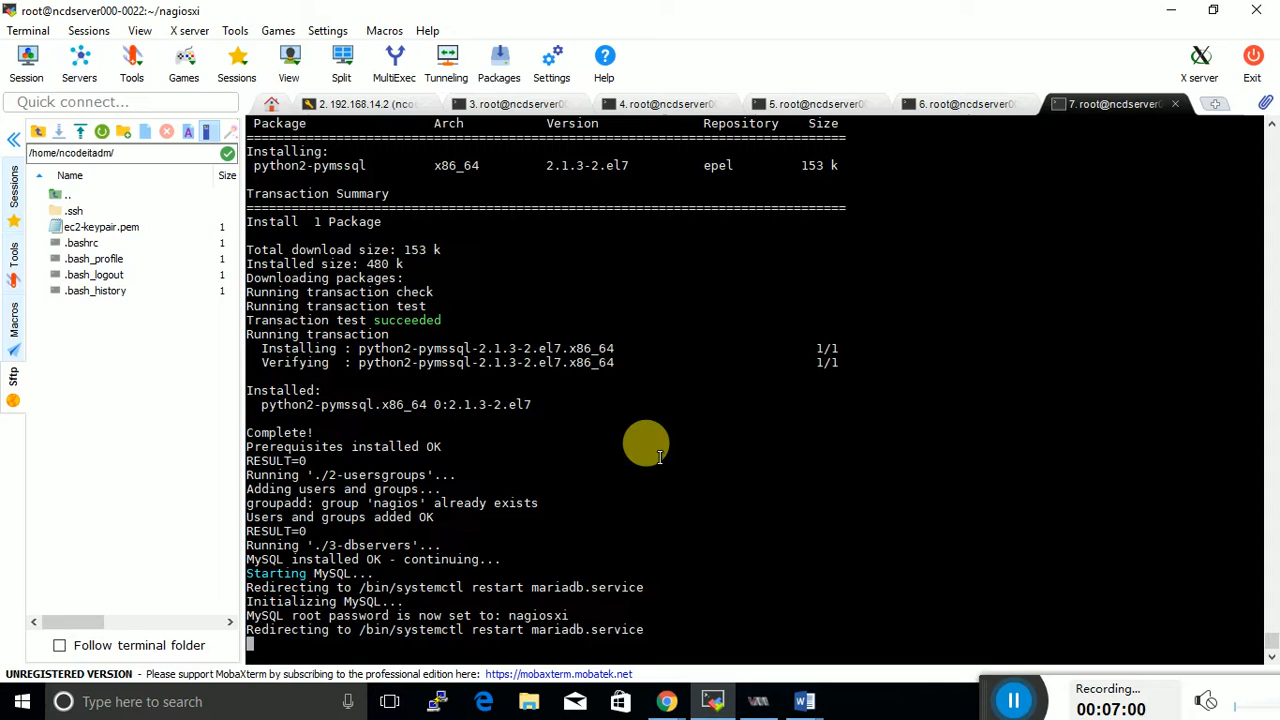 root@ncdserver000-0022:~/nagiosxi
Terminal Sessions View X server Tools Games Settings Macros Help
Session Servers Tools Games Sessions View Split MultiExec Tunneling Packages Settings Help X server Exit
Quick connect...
2. 192.168.14.2 (ncod
3. root@ncdserver000
4. root@ncdserver000
5. root@ncdserver000
6. root@ncdserver000
7. root@ncdserver000
/home/ncodeitadm/
Name Size
..
.ssh
ec2-keypair.pem 1
.bashrc 1
.bash_profile 1
.bash_logout 1
.bash_history 1
Sessions
Tools
Macros
Sftp
Follow terminal folder
Package Arch Version Repository Size
================================================================================
Installing:
python2-pymssql x86_64 2.1.3-2.el7 epel 153 k
Transaction Summary
================================================================================
Install 1 Package
Total download size: 153 k
Installed size: 480 k
Downloading packages:
Running transaction check
Running transaction test
Transaction test succeeded
Running transaction
Installing : python2-pymssql-2.1.3-2.el7.x86_64 1/1
Verifying : python2-pymssql-2.1.3-2.el7.x86_64 1/1
Installed:
python2-pymssql.x86_64 0:2.1.3-2.el7
Complete!
Prerequisites installed OK
RESULT=0
Running './2-usersgroups'...
Adding users and groups...
groupadd: group 'nagios' already exists
Users and groups added OK
RESULT=0
Running './3-dbservers'...
MySQL installed OK - continuing...
Starting MySQL...
Redirecting to /bin/systemctl restart mariadb.service
Initializing MySQL...
MySQL root password is now set to: nagiosxi
Redirecting to /bin/systemctl restart mariadb.service
UNREGISTERED VERSION - Please support MobaXterm by subscribing to the professional edition here: https://mobaxterm.mobatek.net
Type here to search
Recording...
00:07:00